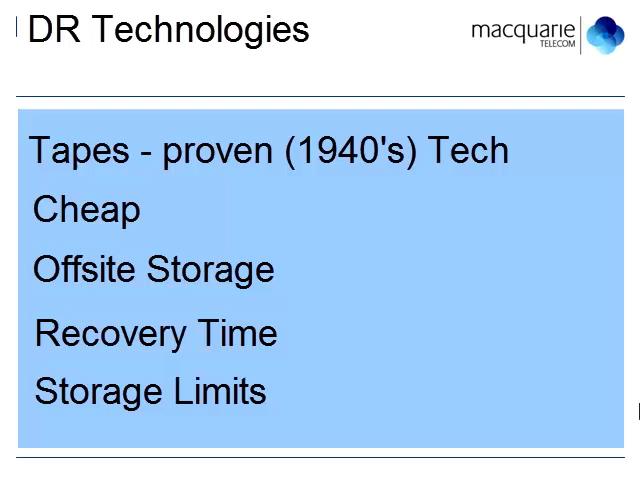 DR Technologies
macquarie
TELECOM
Tapes - proven (1940's) Tech
Cheap
Offsite Storage
Recovery Time
Storage Limits